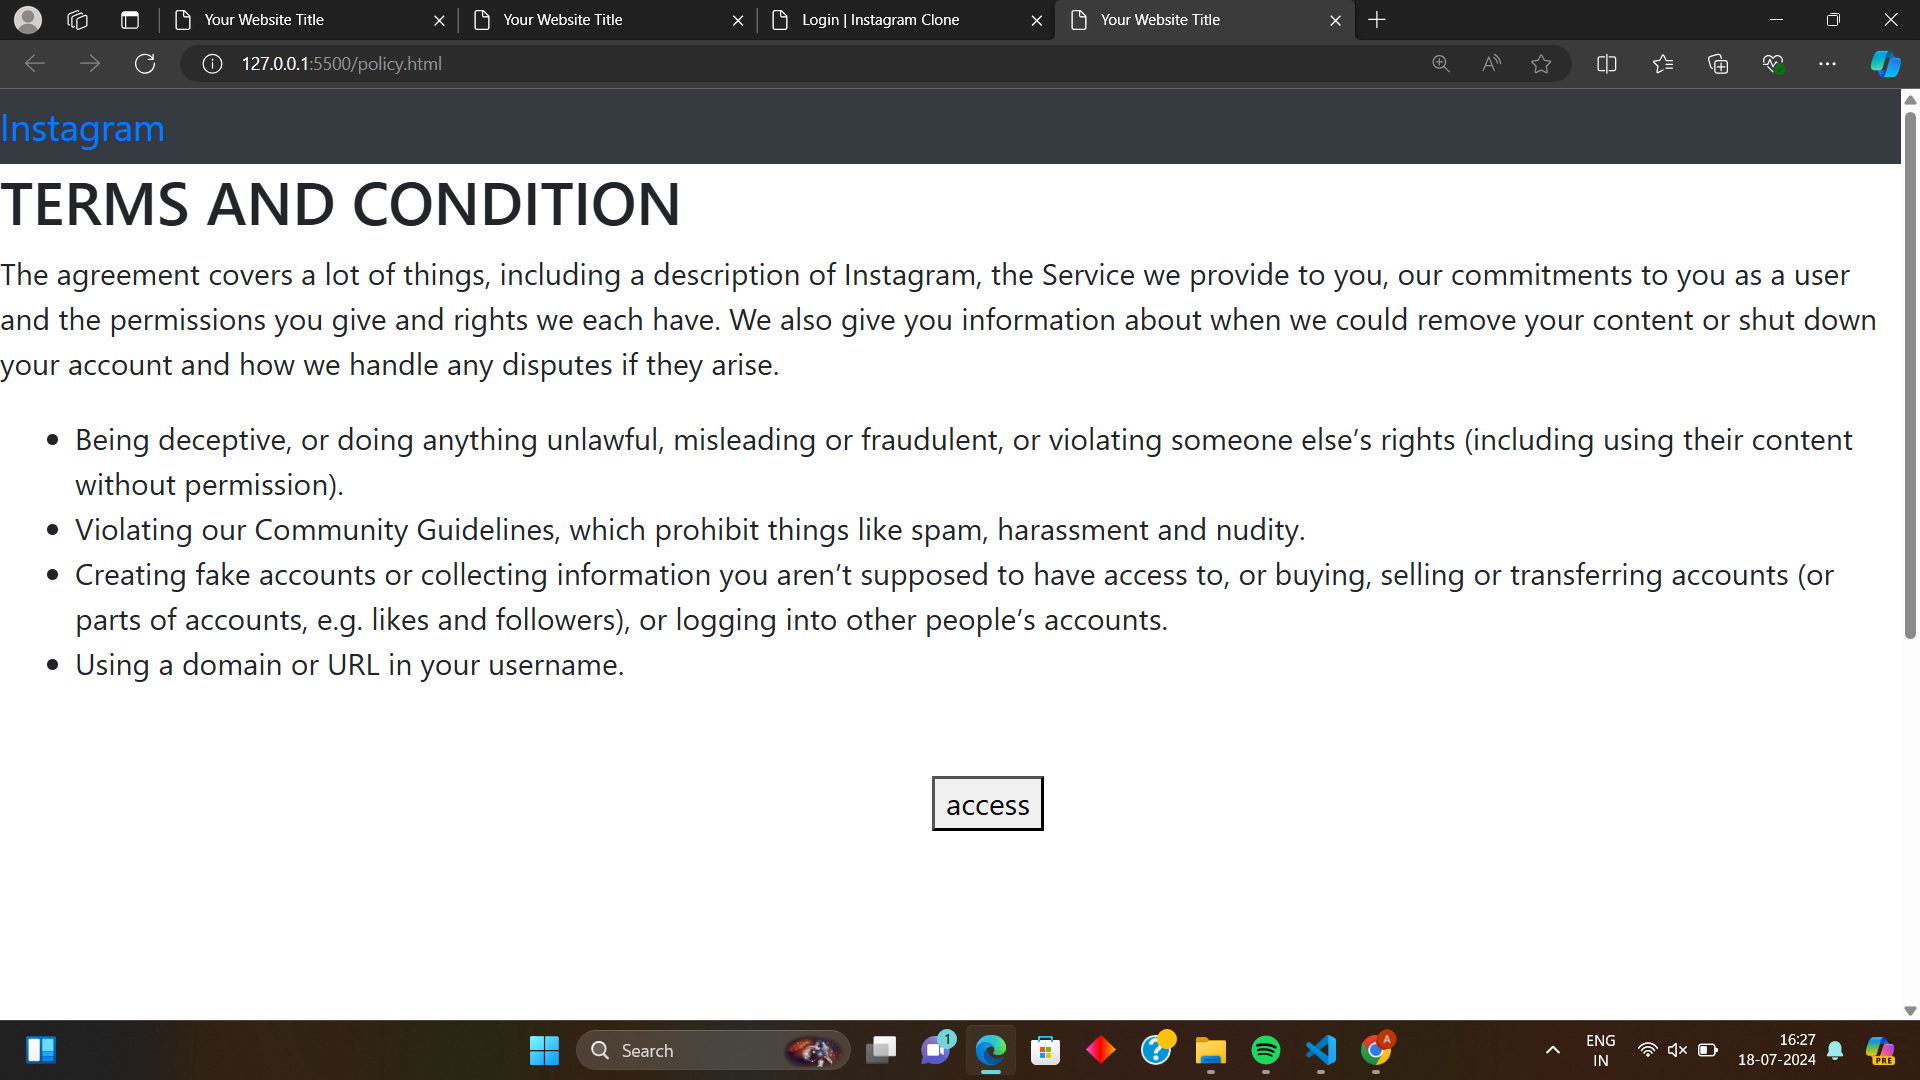 Your Website Title
Your Website Title
Login | Instagram Clone
Your Website Title
127.0.0.1:5500/policy.html
Instagram
TERMS AND CONDITION
The agreement covers a lot of things, including a description of Instagram, the Service we provide to you, our commitments to you as a user
and the permissions you give and rights we each have. We also give you information about when we could remove your content or shut down
your account and how we handle any disputes if they arise.
Being deceptive, or doing anything unlawful, misleading or fraudulent, or violating someone else’s rights (including using their content
without permission).
Violating our Community Guidelines, which prohibit things like spam, harassment and nudity.
Creating fake accounts or collecting information you aren’t supposed to have access to, or buying, selling or transferring accounts (or
parts of accounts, e.g. likes and followers), or logging into other people’s accounts.
Using a domain or URL in your username.
access
Search
1
A
ENG
IN
16:27
18-07-2024
PRE